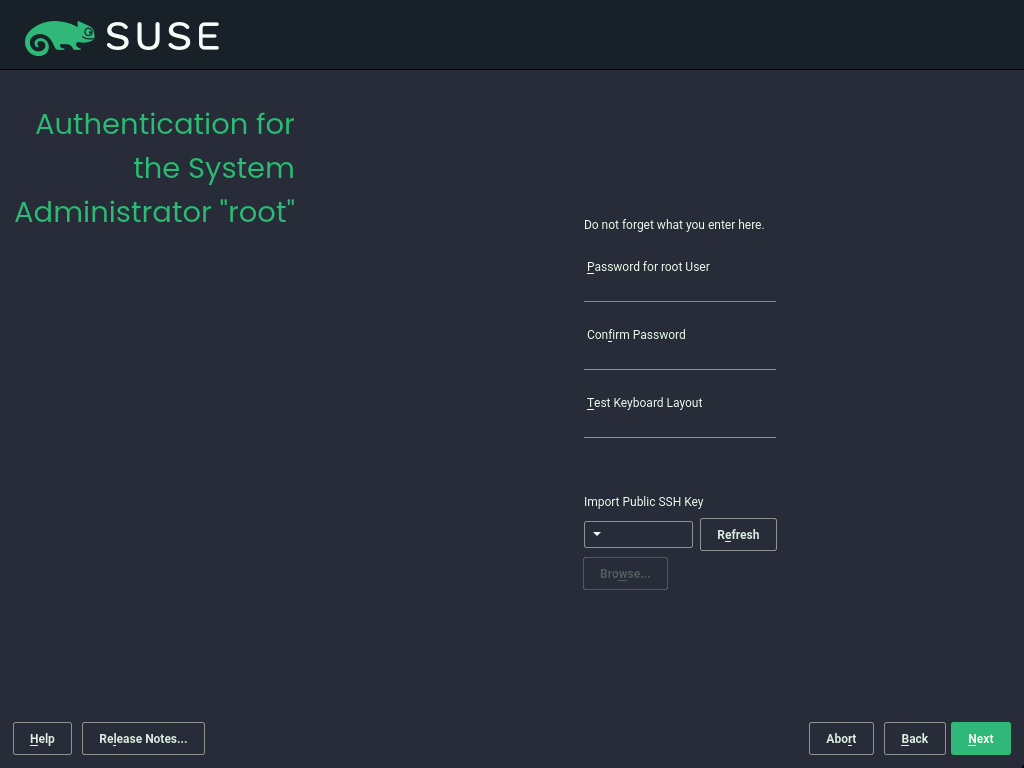 SUSE
Authentication for
the System
Administrator "root"
Do not forget what you enter here.
Password for root User
Confirm Password
Test Keyboard Layout
Import Public SSH Key
Refresh
Browse...
Help
Release Notes...
Abort
Back
Next